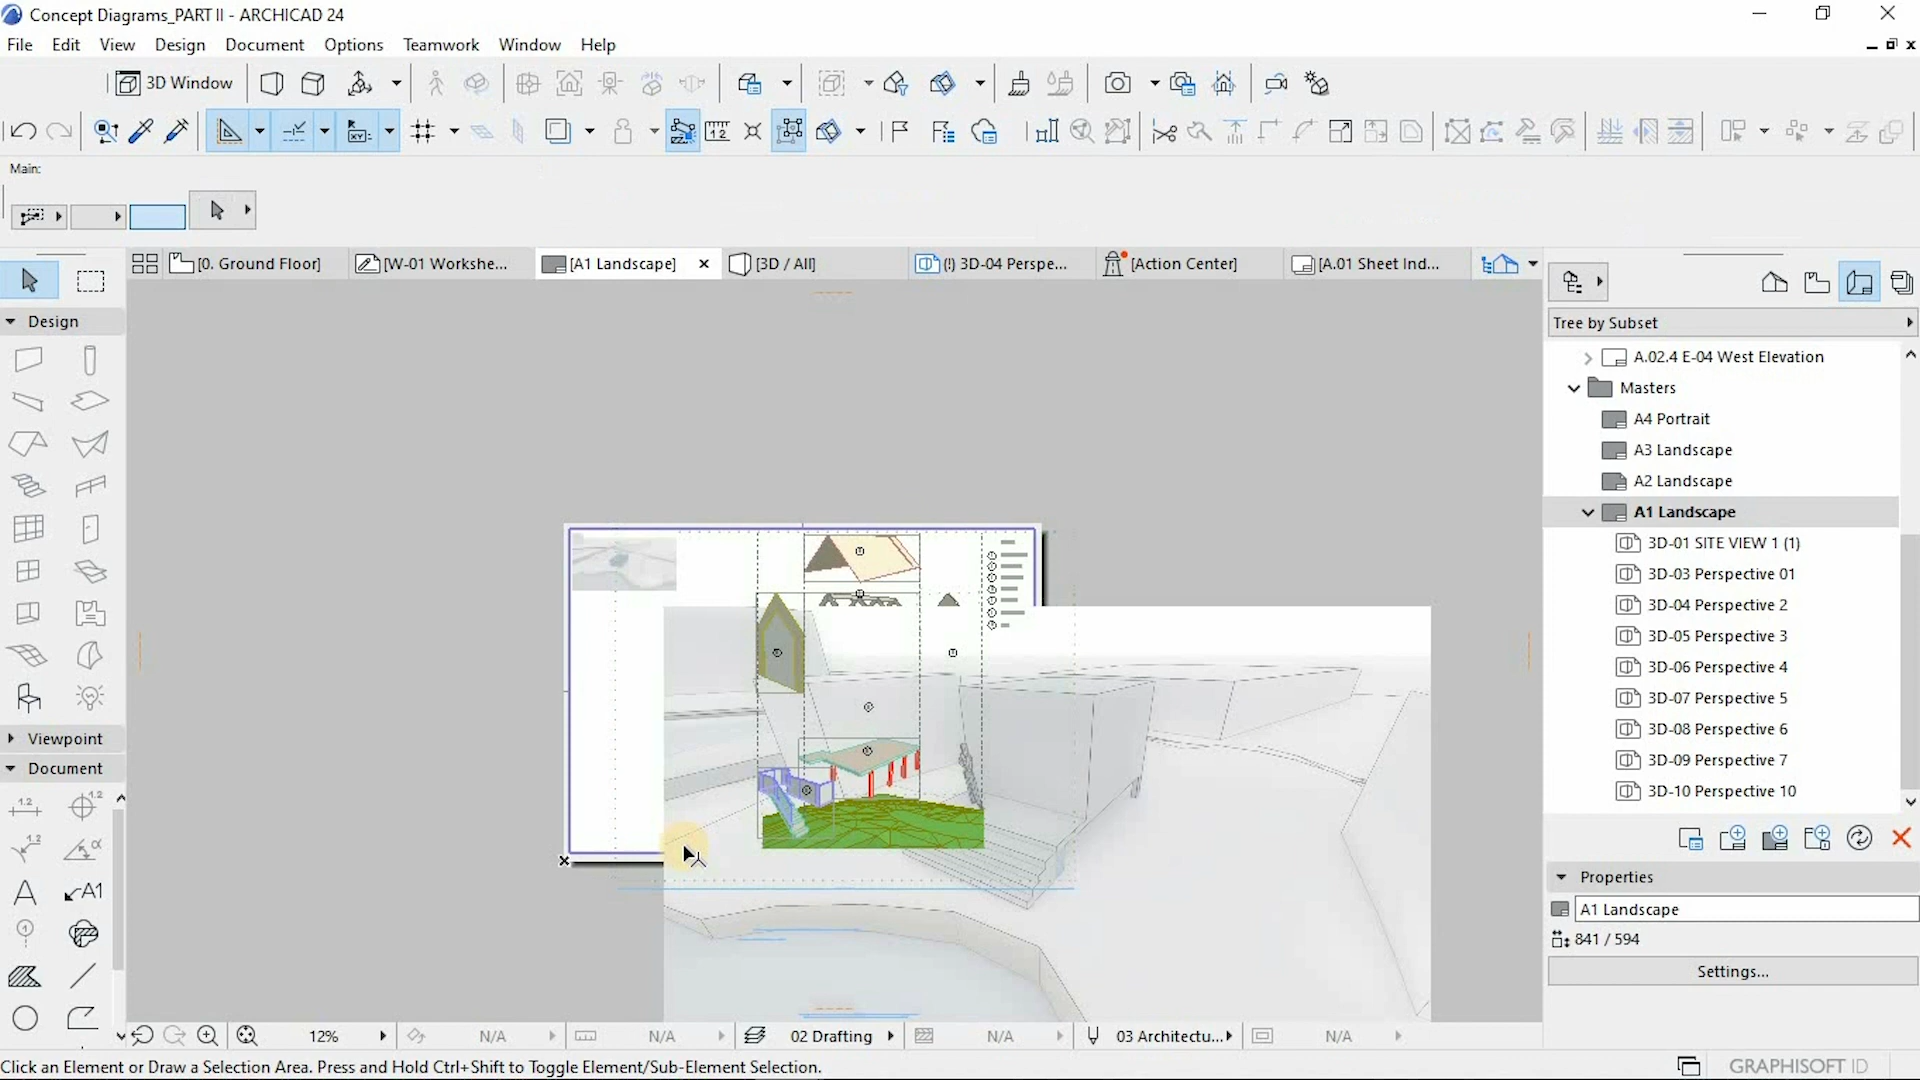 Concept Diagrams_PART II - ARCHICAD 24
File Edit View Design Document Options Teamwork Window Help
3D Window
Main:
[0. Ground Floor]
[W-01 Workshe...
[A1 Landscape]
[3D / All]
(!) 3D-04 Perspe...
[Action Center]
[A.01 Sheet Ind...
Design
Viewpoint
Document
Tree by Subset
A.02.4 E-04 West Elevation
Masters
A4 Portrait
A3 Landscape
A2 Landscape
A1 Landscape
3D-01 SITE VIEW 1 (1)
3D-03 Perspective 01
3D-04 Perspective 2
3D-05 Perspective 3
3D-06 Perspective 4
3D-07 Perspective 5
3D-08 Perspective 6
3D-09 Perspective 7
3D-10 Perspective 10
Properties
A1 Landscape
841 / 594
Settings...
12% N/A N/A 02 Drafting N/A 03 Architectu... N/A
Click an Element or Draw a Selection Area. Press and Hold Ctrl+Shift to Toggle Element/Sub-Element Selection.
GRAPHISOFT ID